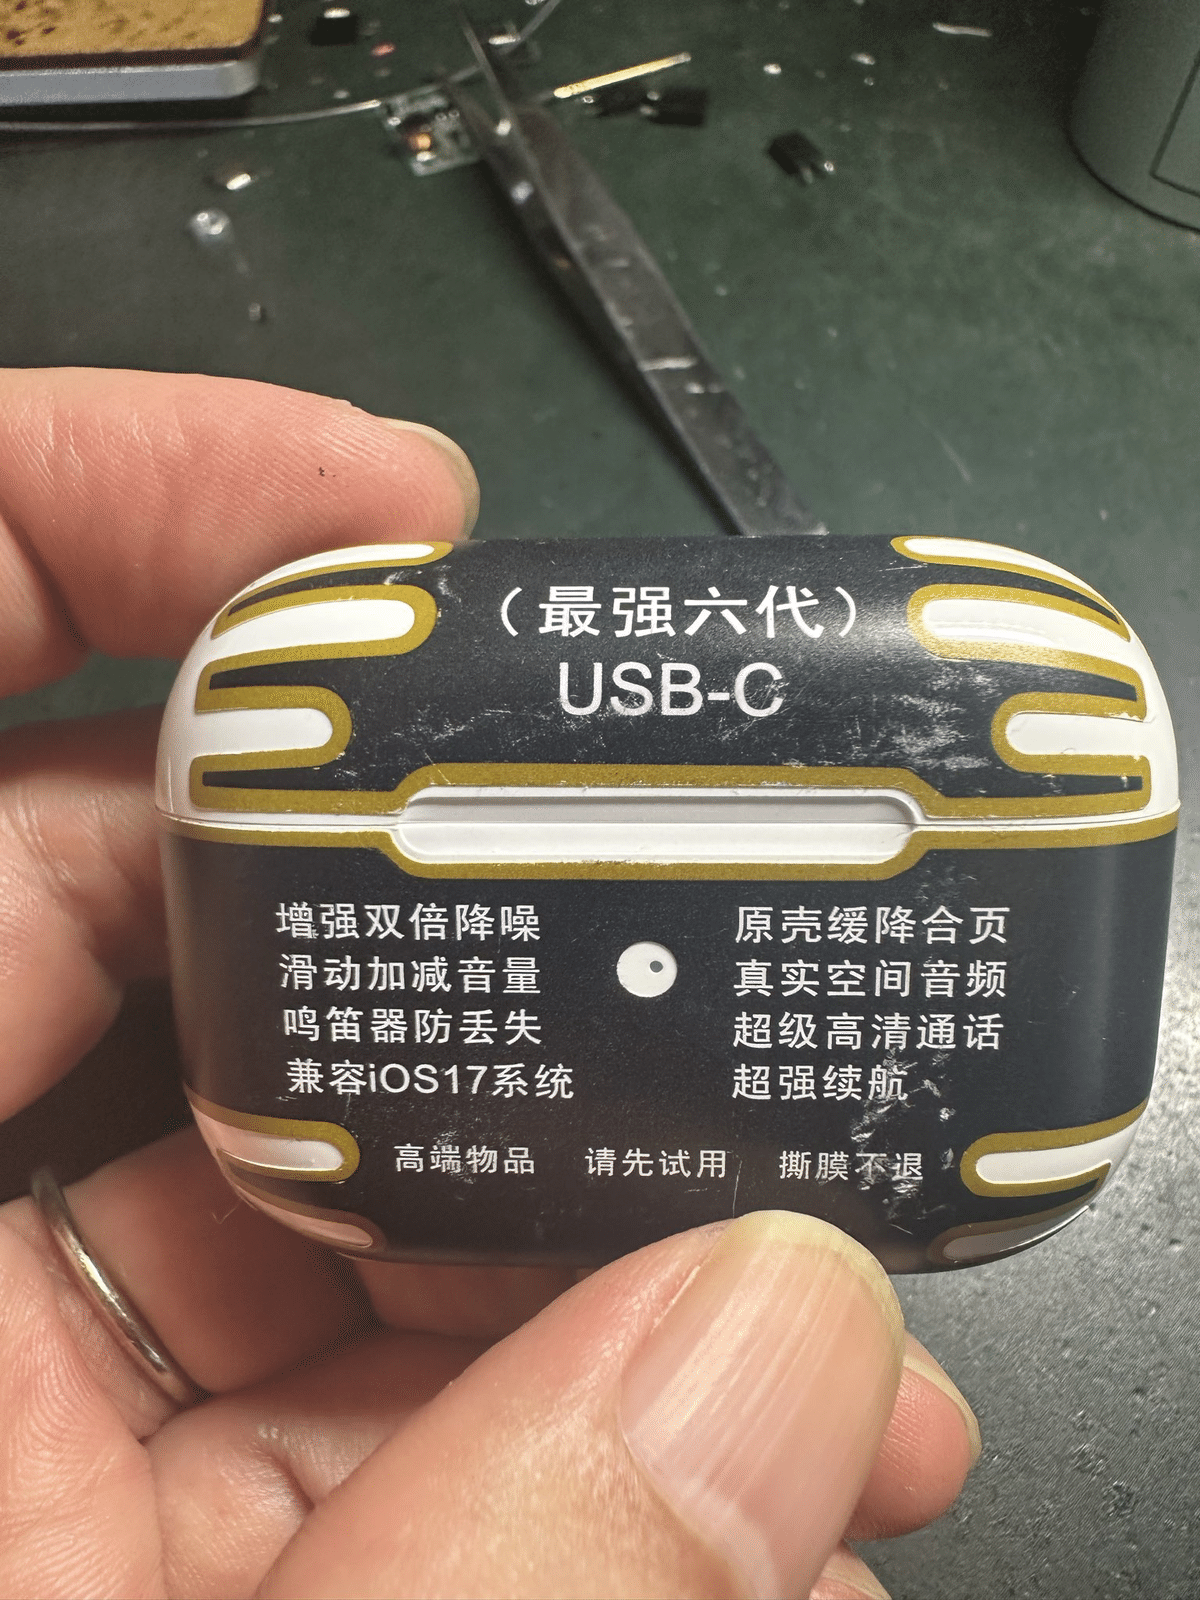 （最强六代）
USB-C
增强双倍降噪
滑动加减音量
鸣笛器防丢失
兼容iOS17系统
原壳缓降合页
真实空间音频
超级高清通话
超强续航
高端物品 请先试用 撕膜不退